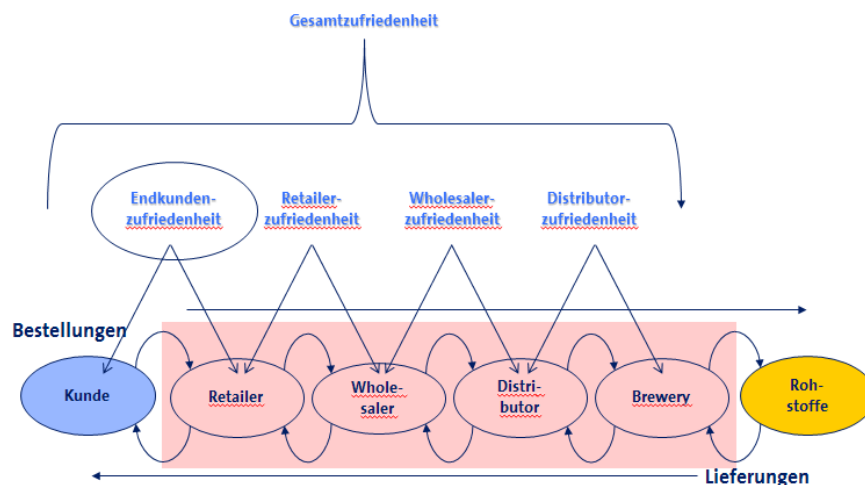 Gesamtzufriedenheit
Endkunden-
zufriedenheit
Retailer-
zufriedenheit
Wholesaler-
zufriedenheit
Distributor-
zufriedenheit
Bestellungen
Kunde
Retailer
Whole-
saler
Distri-
butor
Brewery
Roh-
stoffe
Lieferungen